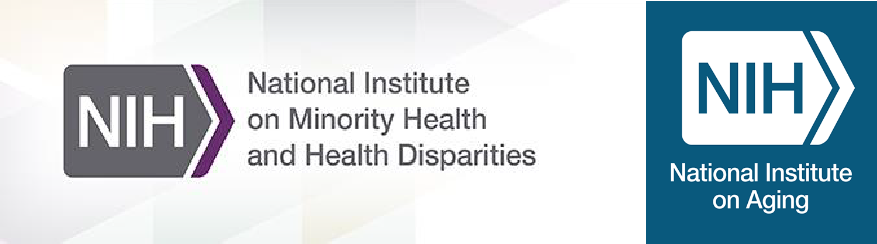 NIH
National Institute
on Minority Health
and Health Disparities
NIH
National Institute
on Aging